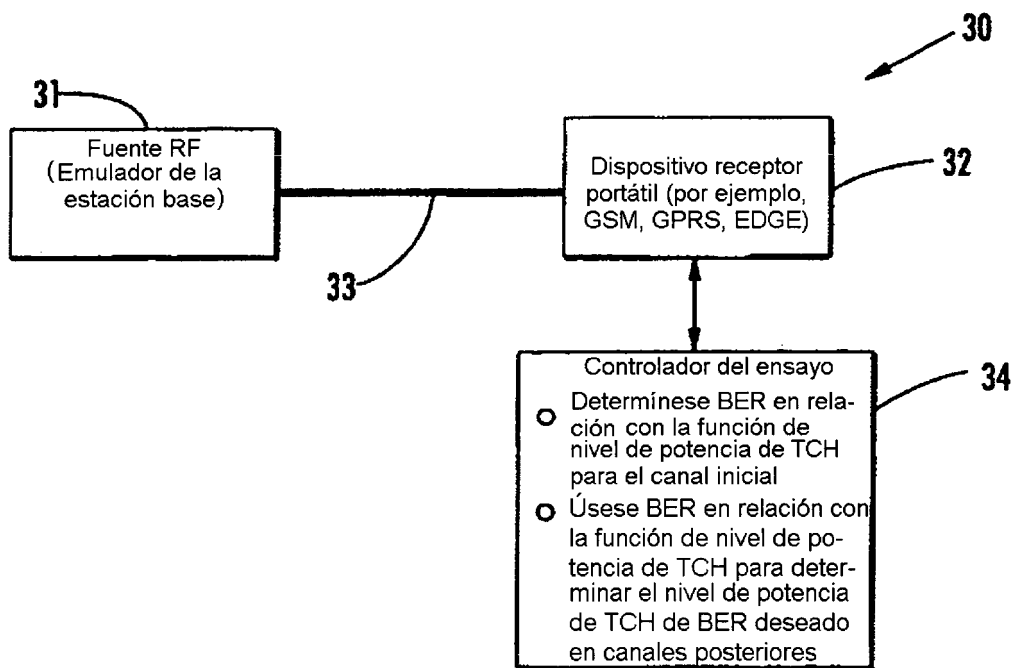 30
31
Fuente RF
(Emulador de la
estación base)
33
Dispositivo receptor
portátil (por ejemplo,
GSM, GPRS, EDGE)
32
Controlador del ensayo
Determínese BER en rela-
ción con la función de
nivel de potencia de TCH
para el canal inicial
Úsese BER en relación con
la función de nivel de po-
tencia de TCH para deter-
minar el nivel de potencia
de TCH de BER deseado
en canales posteriores
34